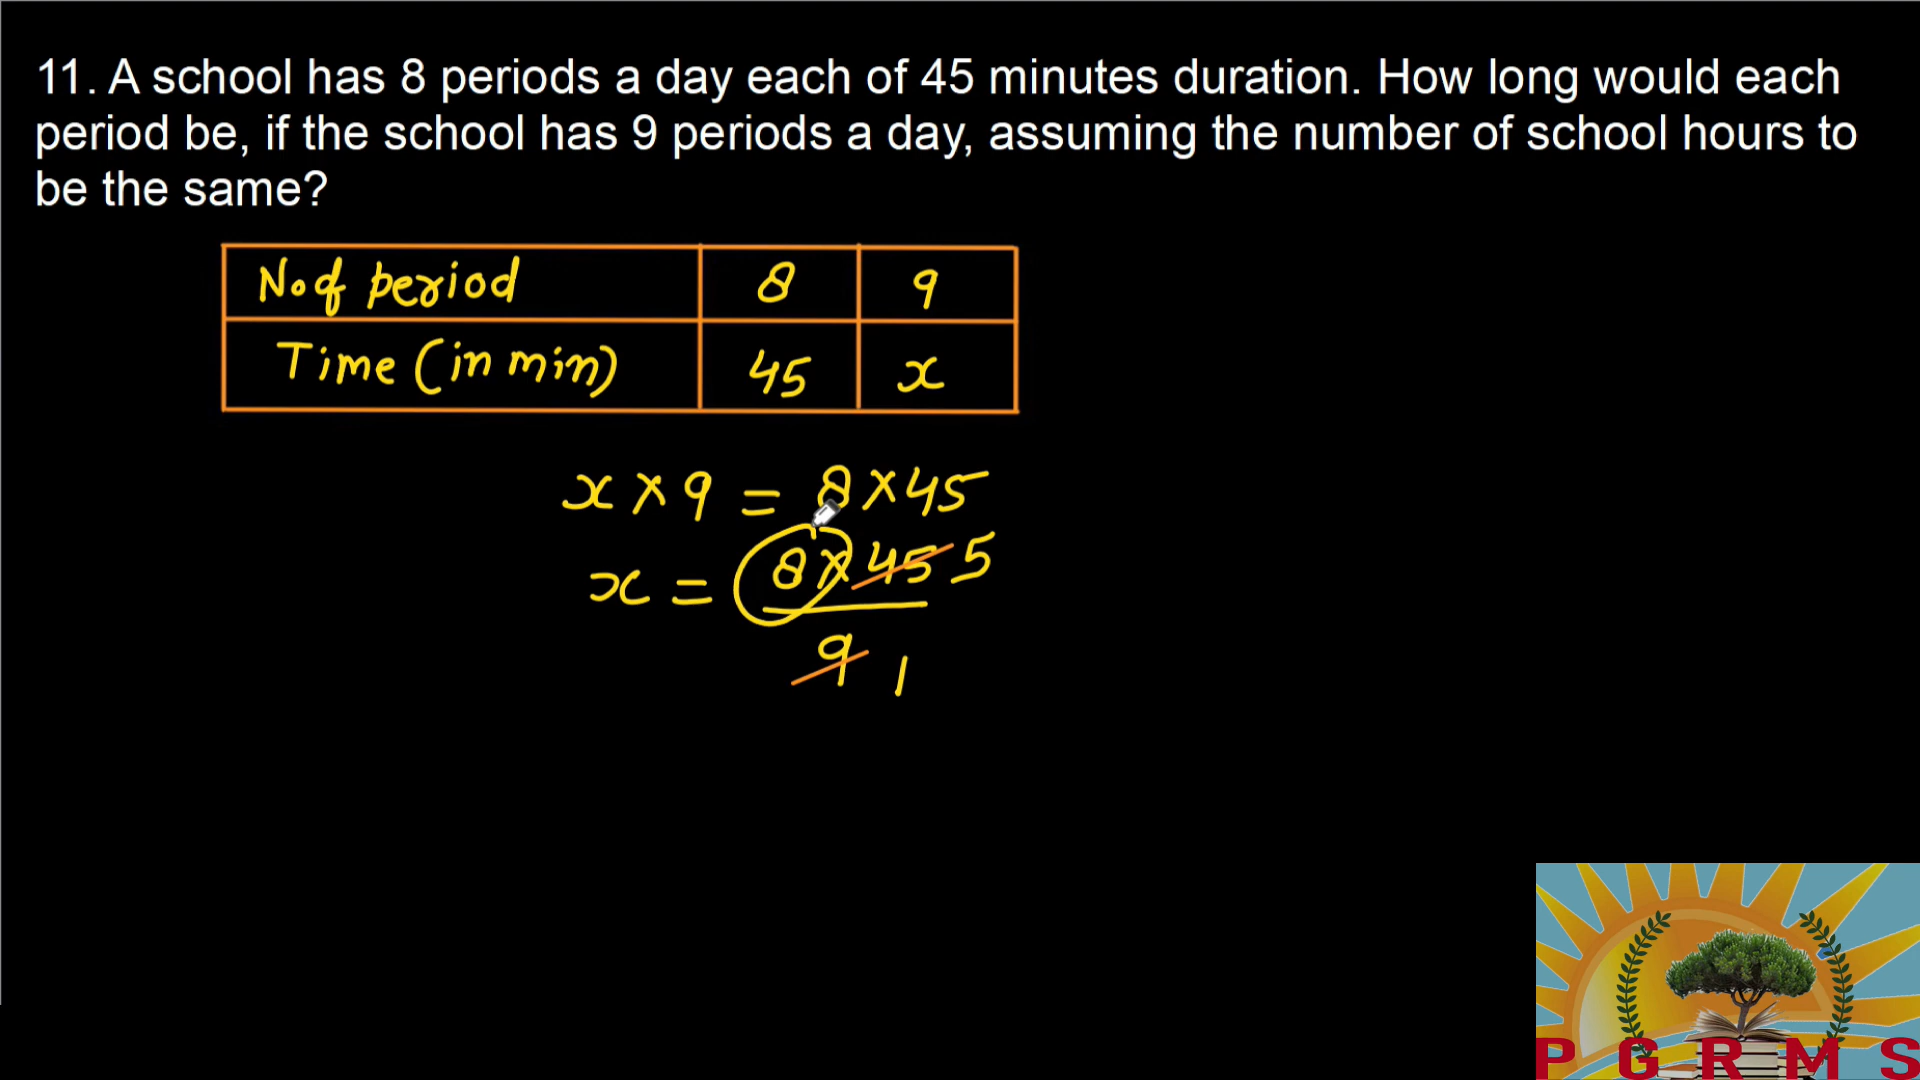 11. A school has 8 periods a day each of 45 minutes duration. How long would each
period be, if the school has 9 periods a day, assuming the number of school hours to
be the same?
No of period 8 9
Time (in min) 45 x
x × 9 = 8 × 45
x = 8 × 45 5
9 1
P G R M S